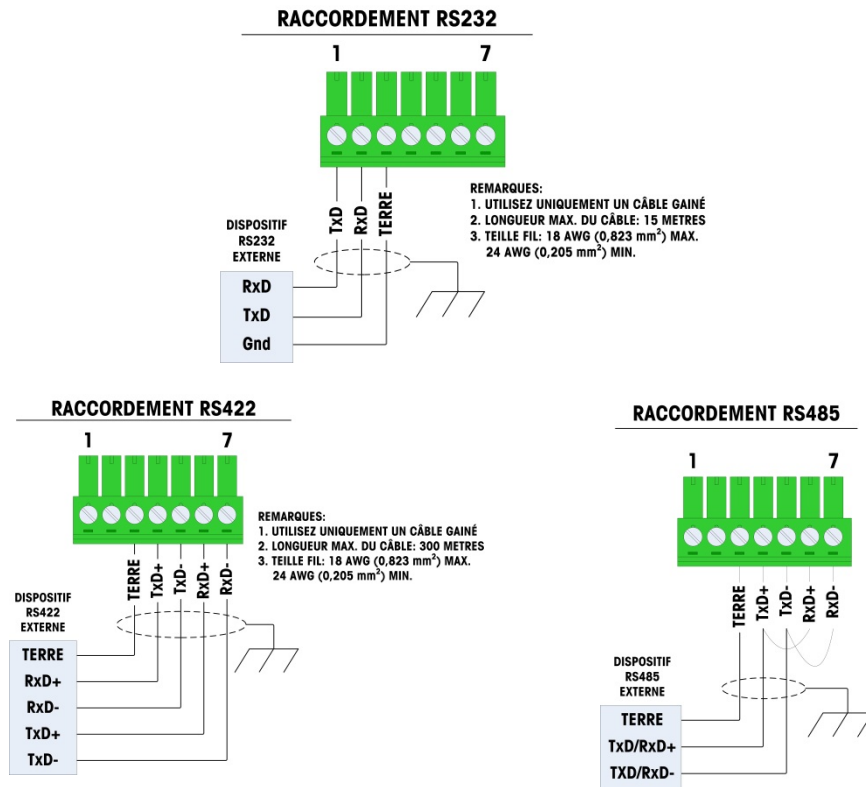 RACCORDEMENT RS232
1 7
TxD
RxD
TERRE
REMARQUES:
1. UTILISEZ UNIQUEMENT UN CÂBLE GAINÉ
2. LONGUEUR MAX. DU CÂBLE: 15 METRES
3. TEILLE FIL: 18 AWG (0,823 mm²) MAX.
24 AWG (0,205 mm²) MIN.
DISPOSITIF
RS232
EXTERNE
RxD
TxD
Gnd
RACCORDEMENT RS422
1 7
TERRE
TxD+
TxD-
RxD+
RxD-
REMARQUES:
1. UTILISEZ UNIQUEMENT UN CÂBLE GAINÉ
2. LONGUEUR MAX. DU CÂBLE: 300 METRES
3. TEILLE FIL: 18 AWG (0,823 mm²) MAX.
24 AWG (0,205 mm²) MIN.
DISPOSITIF
RS422
EXTERNE
TERRE
RxD+
RxD-
TxD+
TxD-
RACCORDEMENT RS485
1 7
TERRE
TxD+
TxD-
RxD+
RxD-
DISPOSITIF
RS485
EXTERNE
TERRE
TxD/RxD+
TXD/RxD-